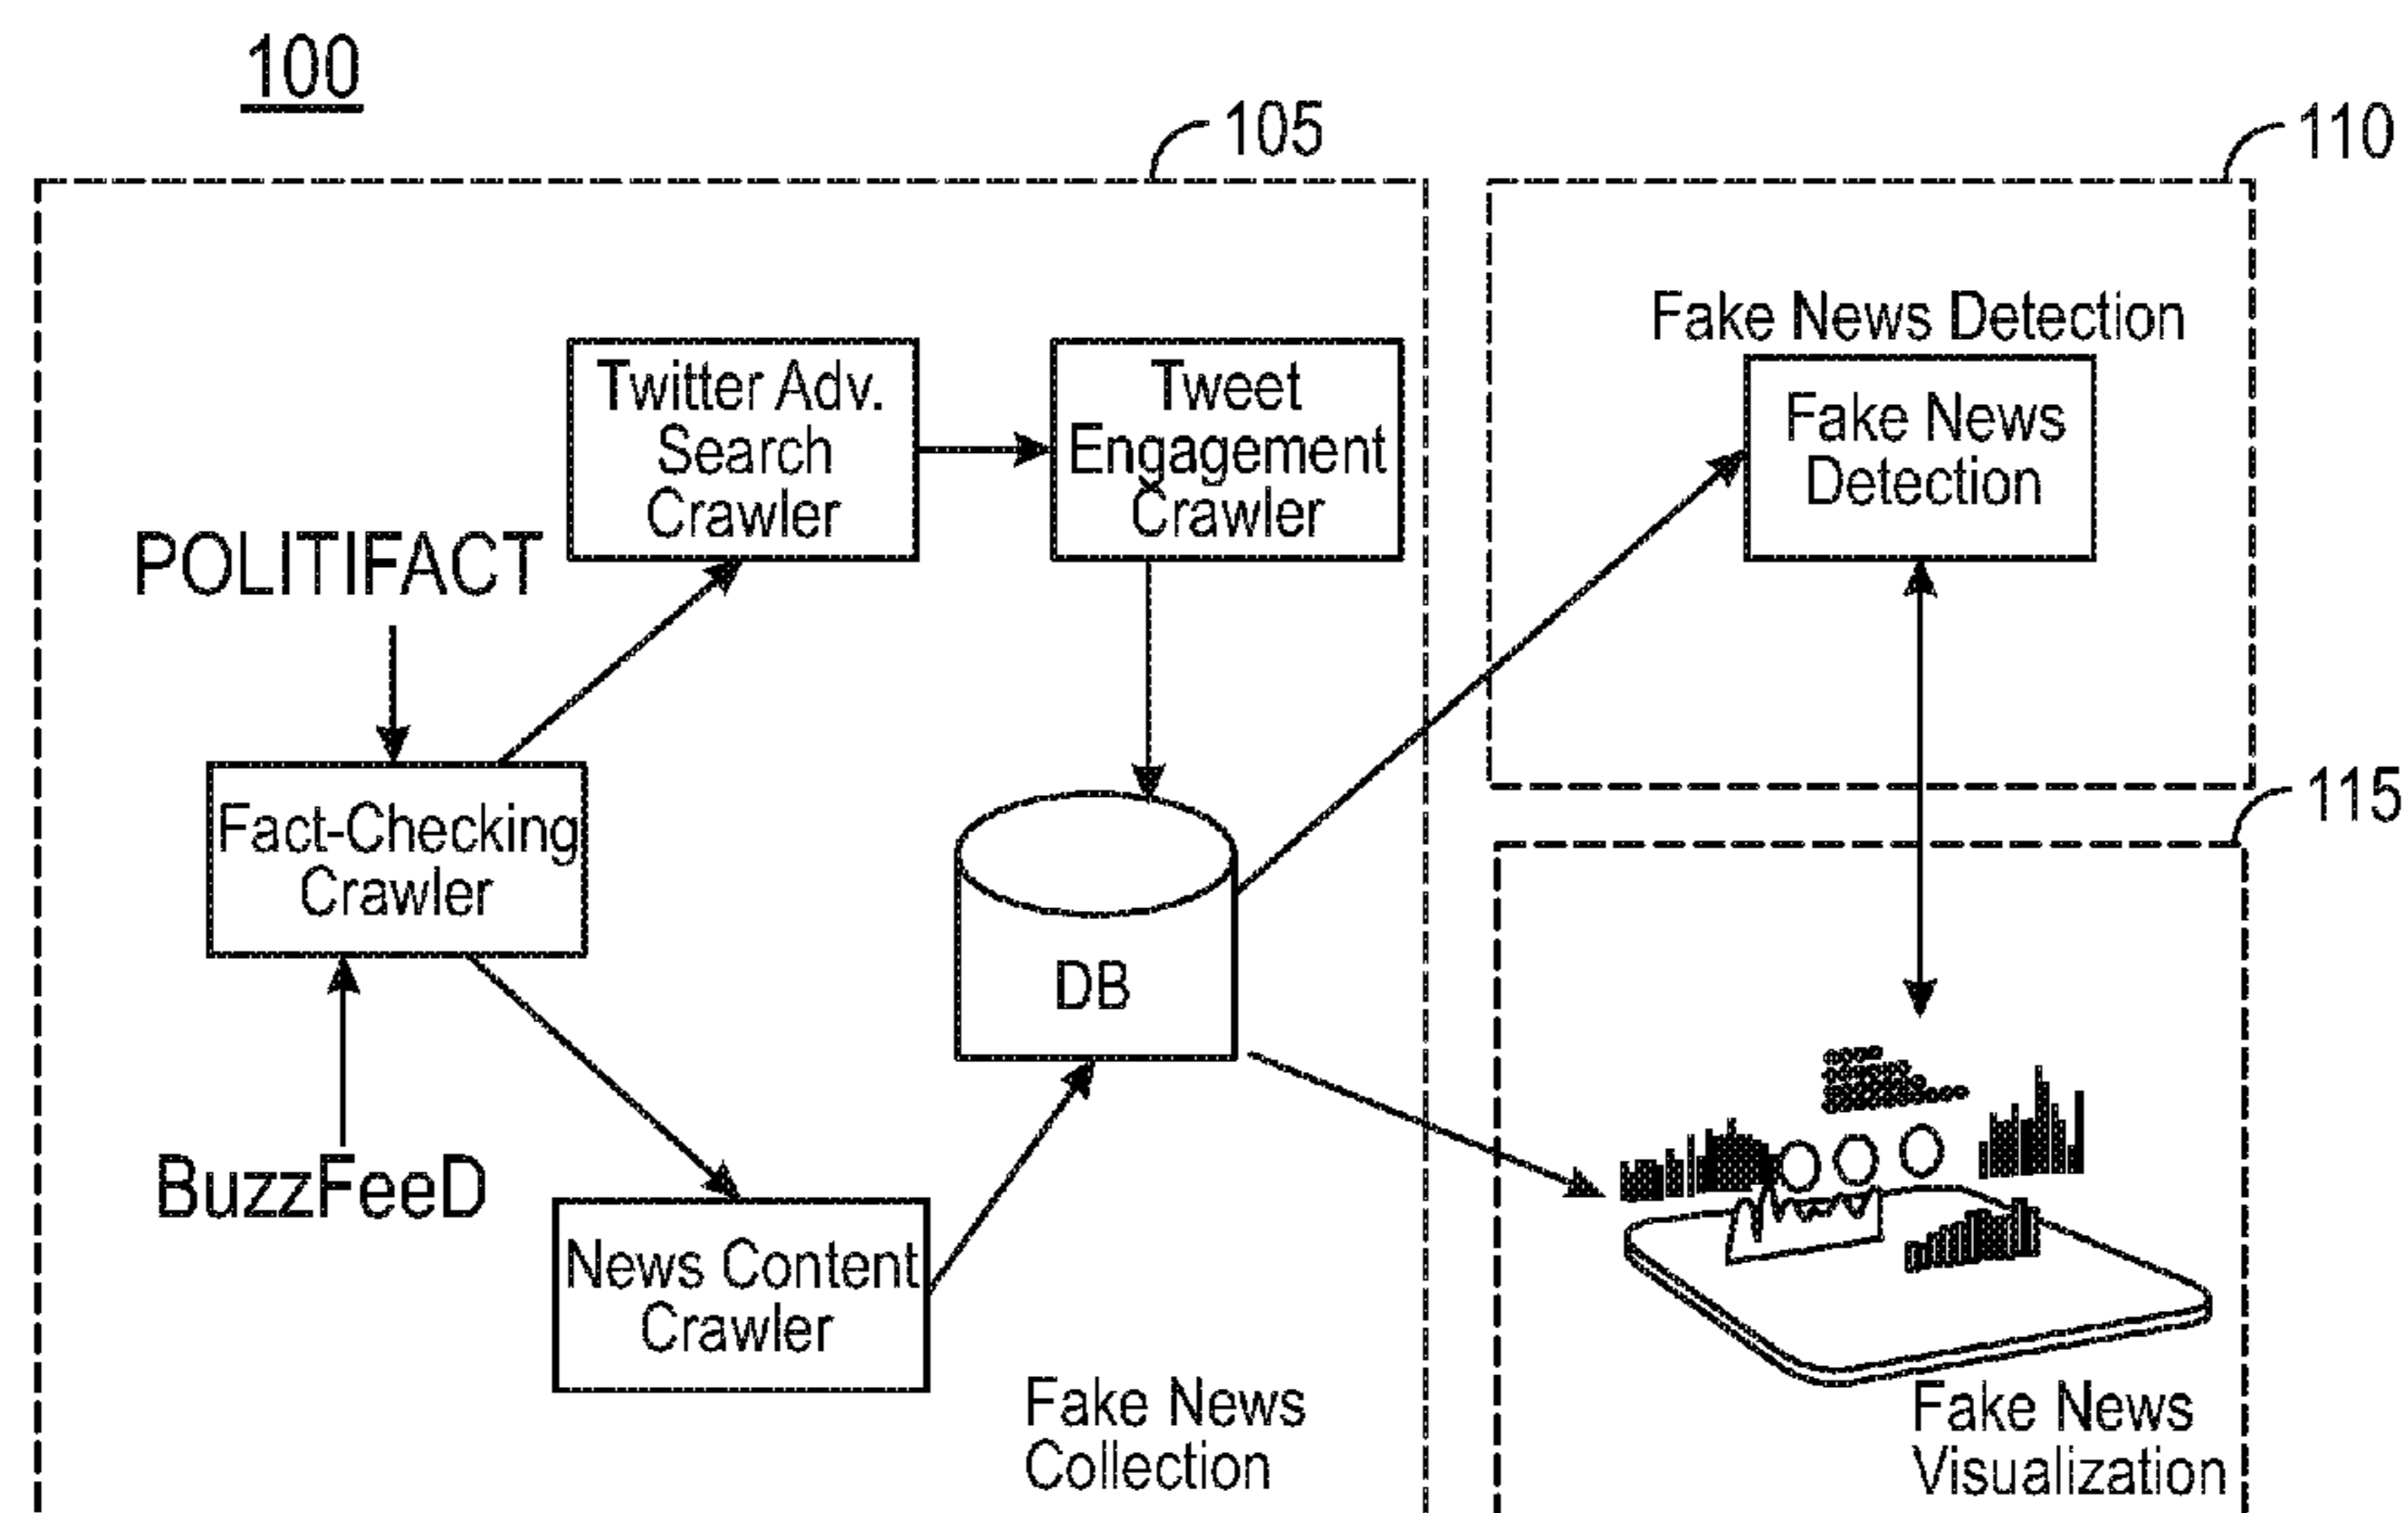 100
105
110
Fake News Detection
Twitter Adv.
Search
Crawler
Tweet
Engagement
Crawler
Fake News
Detection
POLITIFACT
115
Fact-Checking
Crawler
DB
BuzzFeeD
News Content
Crawler
Fake News
Collection
Fake News
Visualization